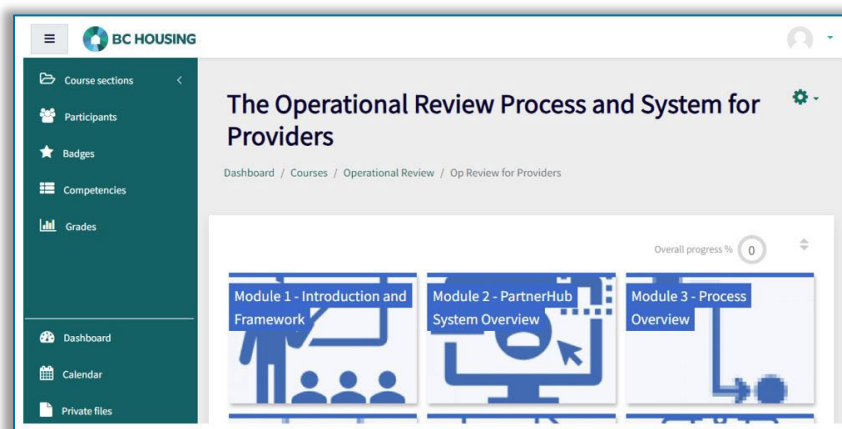 BC HOUSING
Course sections
Participants
Badges
Competencies
Grades
Dashboard
Calendar
Private files
The Operational Review Process and System for
Providers
Dashboard / Courses / Operational Review / Op Review for Providers
Overall progress % 0
Module 1 - Introduction and
Framework
Module 2 - PartnerHub
System Overview
Module 3 - Process
Overview